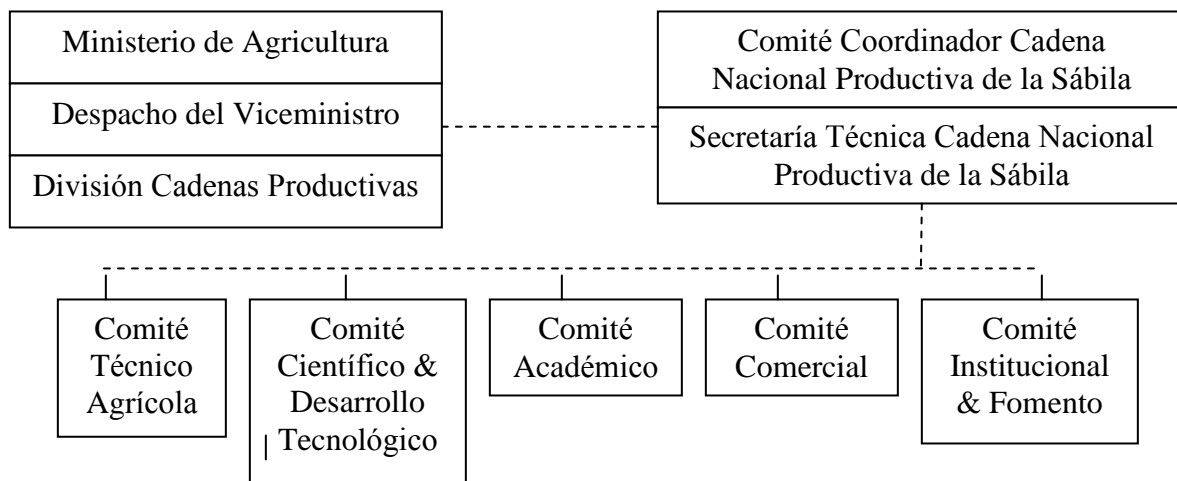 Ministerio de Agricultura
Despacho del Viceministro
División Cadenas Productivas
Comité Coordinador Cadena
Nacional Productiva de la Sábila
Secretaría Técnica Cadena Nacional
Productiva de la Sábila
Comité
Técnico
Agrícola
Comité
Científico &
Desarrollo
Tecnológico
Comité
Académico
Comité
Comercial
Comité
Institucional
& Fomento